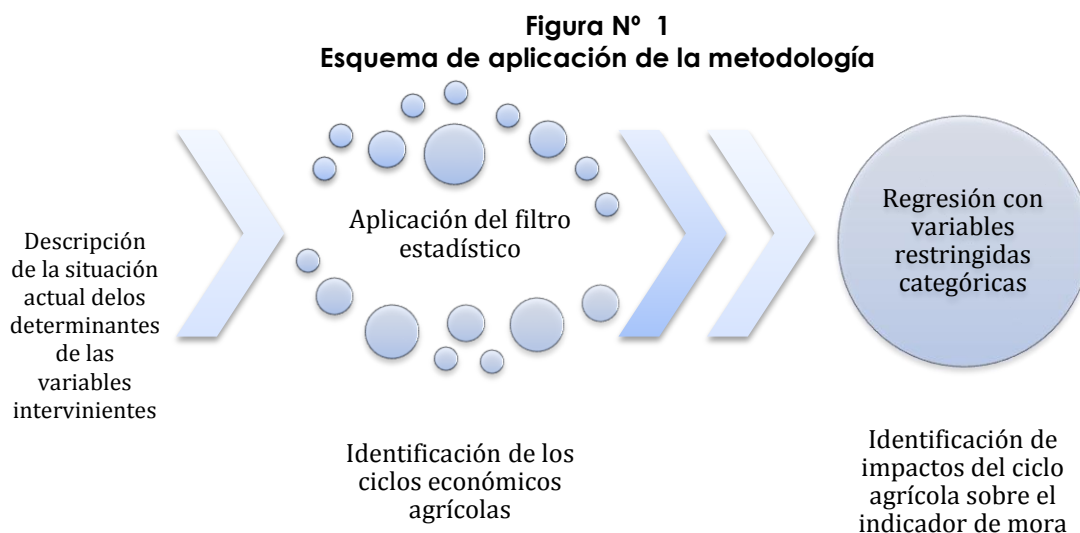 Figura Nº 1
Esquema de aplicación de la metodología
Descripción
de la situación
actual delos
determinantes
de las
variables
intervinientes
Aplicación del filtro
estadístico
Identificación de los
ciclos económicos
agrícolas
Regresión con
variables
restringidas
categóricas
Identificación de
impactos del ciclo
agrícola sobre el
indicador de mora